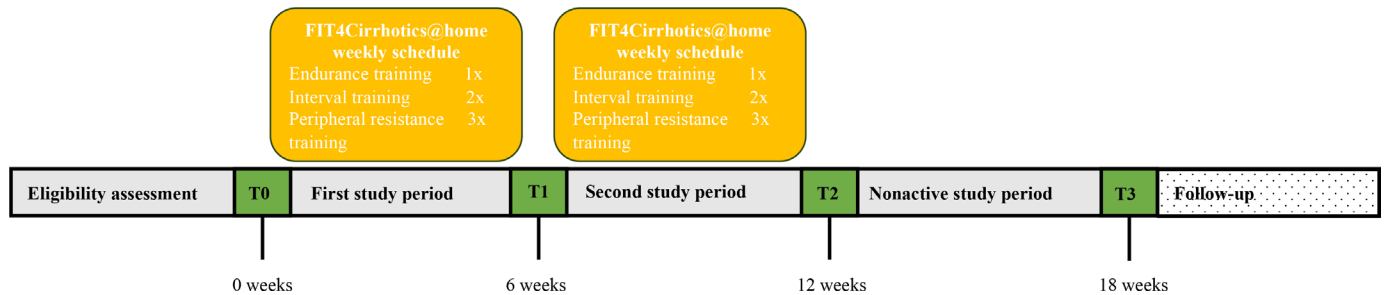 FIT4Cirrhotics@home
weekly schedule
Endurance training 1x
Interval training 2x
Peripheral resistance 3x
training
FIT4Cirrhotics@home
weekly schedule
Endurance training 1x
Interval training 2x
Peripheral resistance 3x
training
Eligibility assessment T0 First study period T1 Second study period T2 Nonactive study period T3 Follow-up
0 weeks 6 weeks 12 weeks 18 weeks